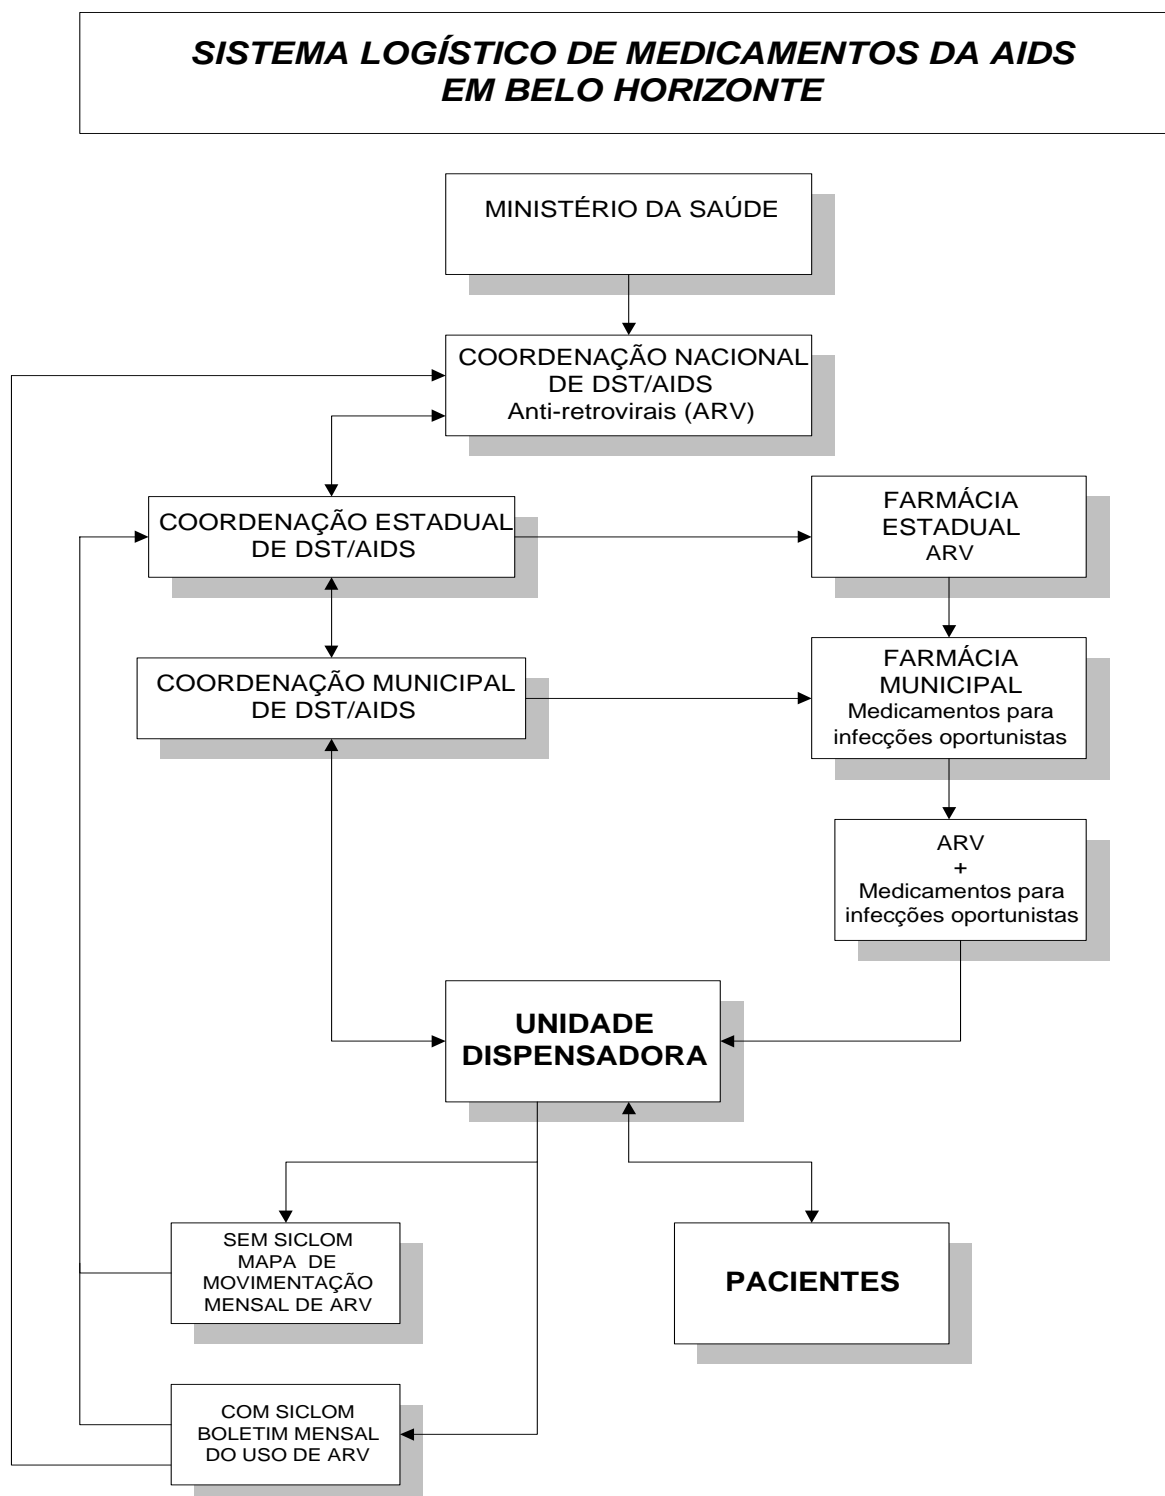 SISTEMA LOGÍSTICO DE MEDICAMENTOS DA AIDS
EM BELO HORIZONTE
MINISTÉRIO DA SAÚDE
COORDENAÇÃO NACIONAL
DE DST/AIDS
Anti-retrovirais (ARV)
COORDENAÇÃO ESTADUAL
DE DST/AIDS
FARMÁCIA
ESTADUAL
ARV
COORDENAÇÃO MUNICIPAL
DE DST/AIDS
FARMÁCIA
MUNICIPAL
Medicamentos para
infecções oportunistas
ARV
+
Medicamentos para
infecções oportunistas
UNIDADE
DISPENSADORA
SEM SICLOM
MAPA DE
MOVIMENTAÇÃO
MENSAL DE ARV
PACIENTES
COM SICLOM
BOLETIM MENSAL
DO USO DE ARV